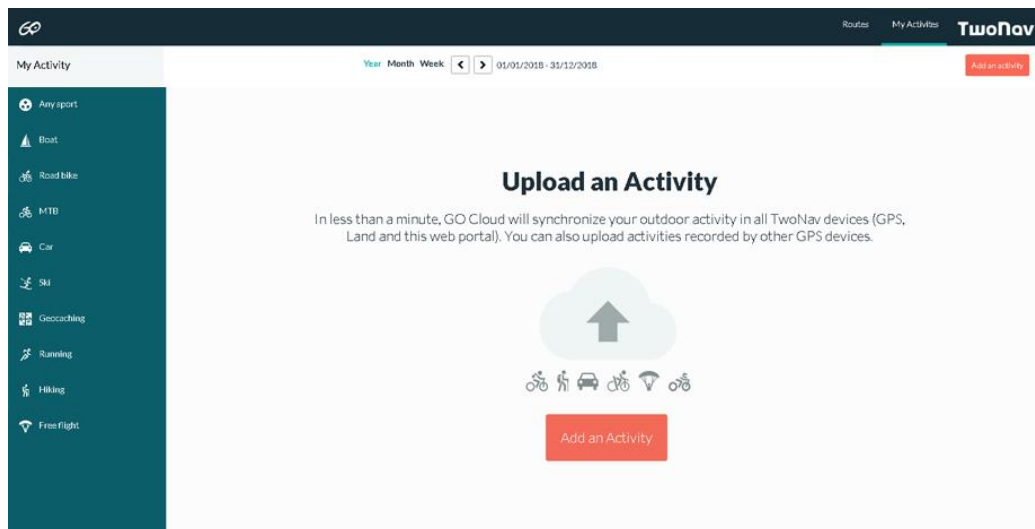 GO
Routes
My Activites
TwoNav
My Activity
Year Month Week 01/01/2018 - 31/12/2018
Add an activity
Any sport
Boat
Road bike
MTB
Car
Ski
Geocaching
Running
Hiking
Free flight
Upload an Activity
In less than a minute, GO Cloud will synchronize your outdoor activity in all TwoNav devices (GPS,
Land and this web portal). You can also upload activities recorded by other GPS devices.
Add an Activity